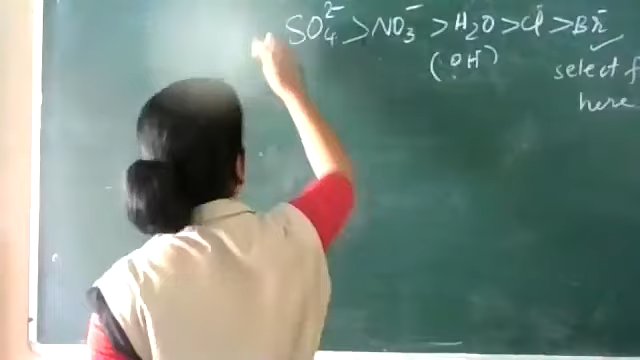 SO₄²⁻ > NO₃⁻ > H₂O > Cl⁻ > Br⁻
(OH⁻)
select f
here